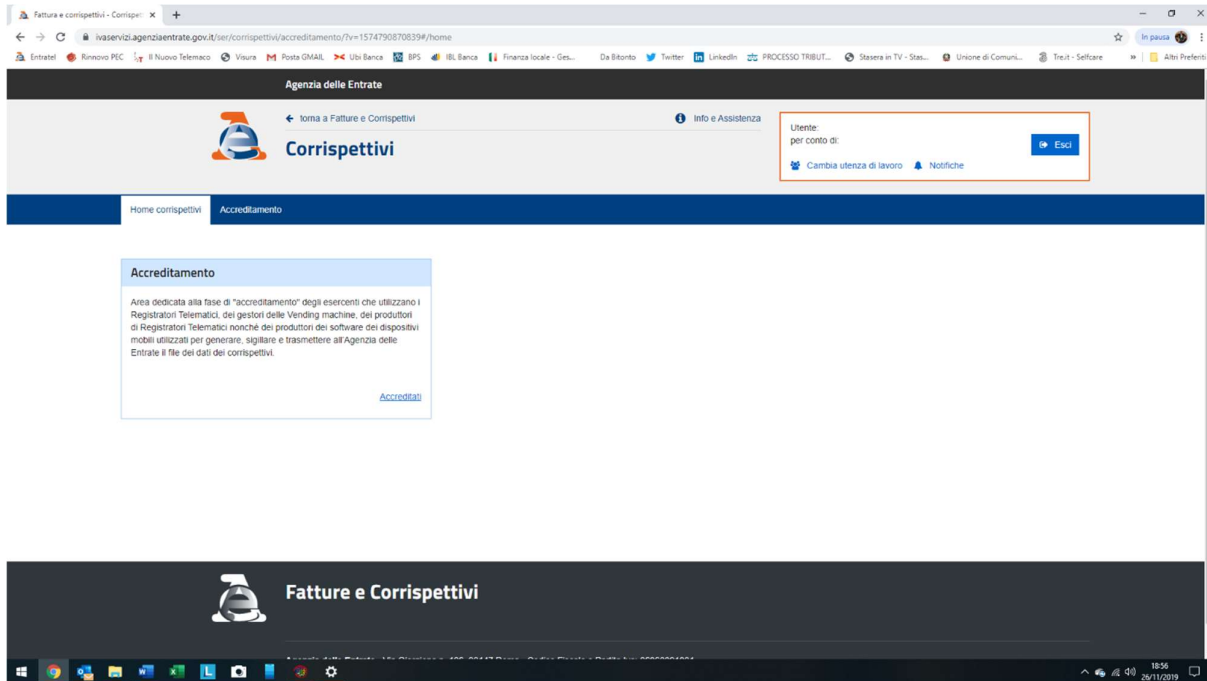 Fattura e corrispettivi - Corrispet
ivaservizi.agenziaentrate.gov.it/ser/corrispettivi/accreditamento/?v=1574790870839#/home
In pausa
Entratel Rinnovo PEC Il Nuovo Telemaco Visura Posta GMAIL Ubi Banca BPS IBL Banca Finanza locale - Ges... Da Bitonto Twitter LinkedIn PROCESSO TRIBUT... Stasera in TV - Stas... Unione di Comuni... Tre.it - Selfcare » Altri Preferiti
Agenzia delle Entrate
torna a Fatture e Corrispettivi
Info e Assistenza
Corrispettivi
Utente:
per conto di:
Esci
Cambia utenza di lavoro Notifiche
Home corrispettivi Accreditamento
Accreditamento
Area dedicata alla fase di "accreditamento" degli esercenti che utilizzano i
Registratori Telematici, dei gestori delle Vending machine, dei produttori
di Registratori Telematici nonché dei produttori dei software dei dispositivi
mobili utilizzati per generare, sigillare e trasmettere all'Agenzia delle
Entrate il file dei dati dei corrispettivi.
Accreditati
Fatture e Corrispettivi
18:56
26/11/2019